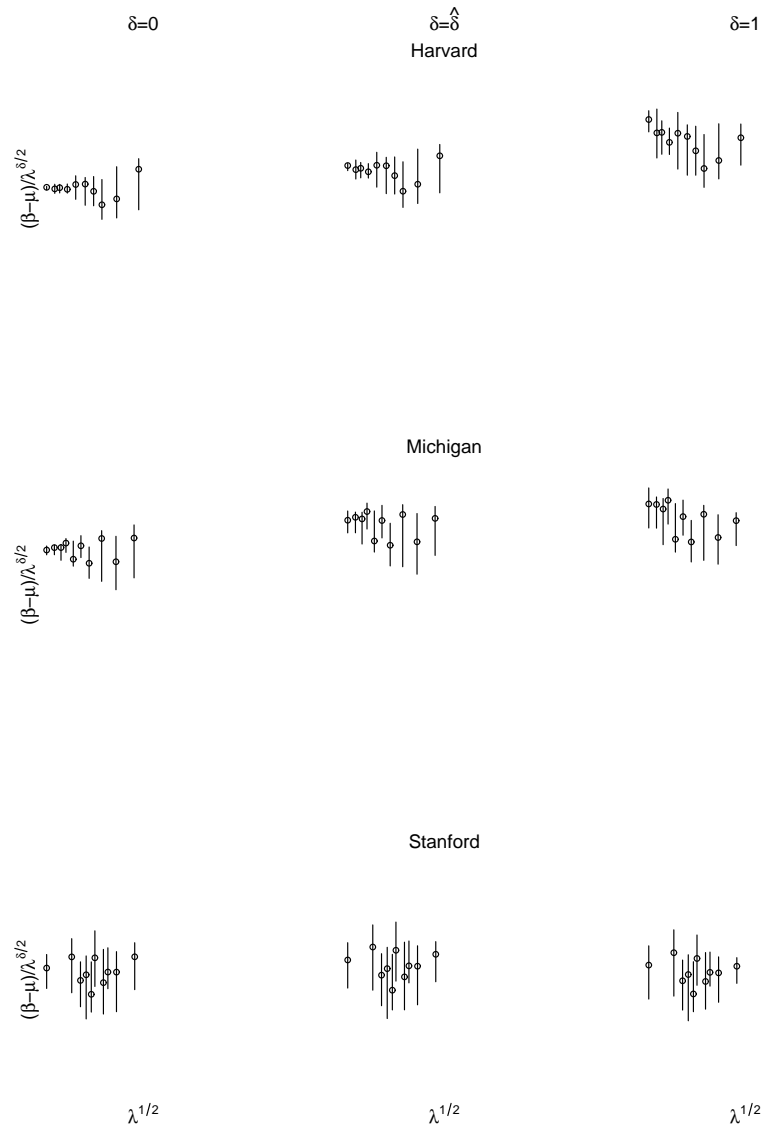 δ=0 δ=δ̂ δ=1
Harvard
(β−μ)/λ^{δ/2}
Michigan
(β−μ)/λ^{δ/2}
Stanford
(β−μ)/λ^{δ/2}
λ^{1/2} λ^{1/2} λ^{1/2}